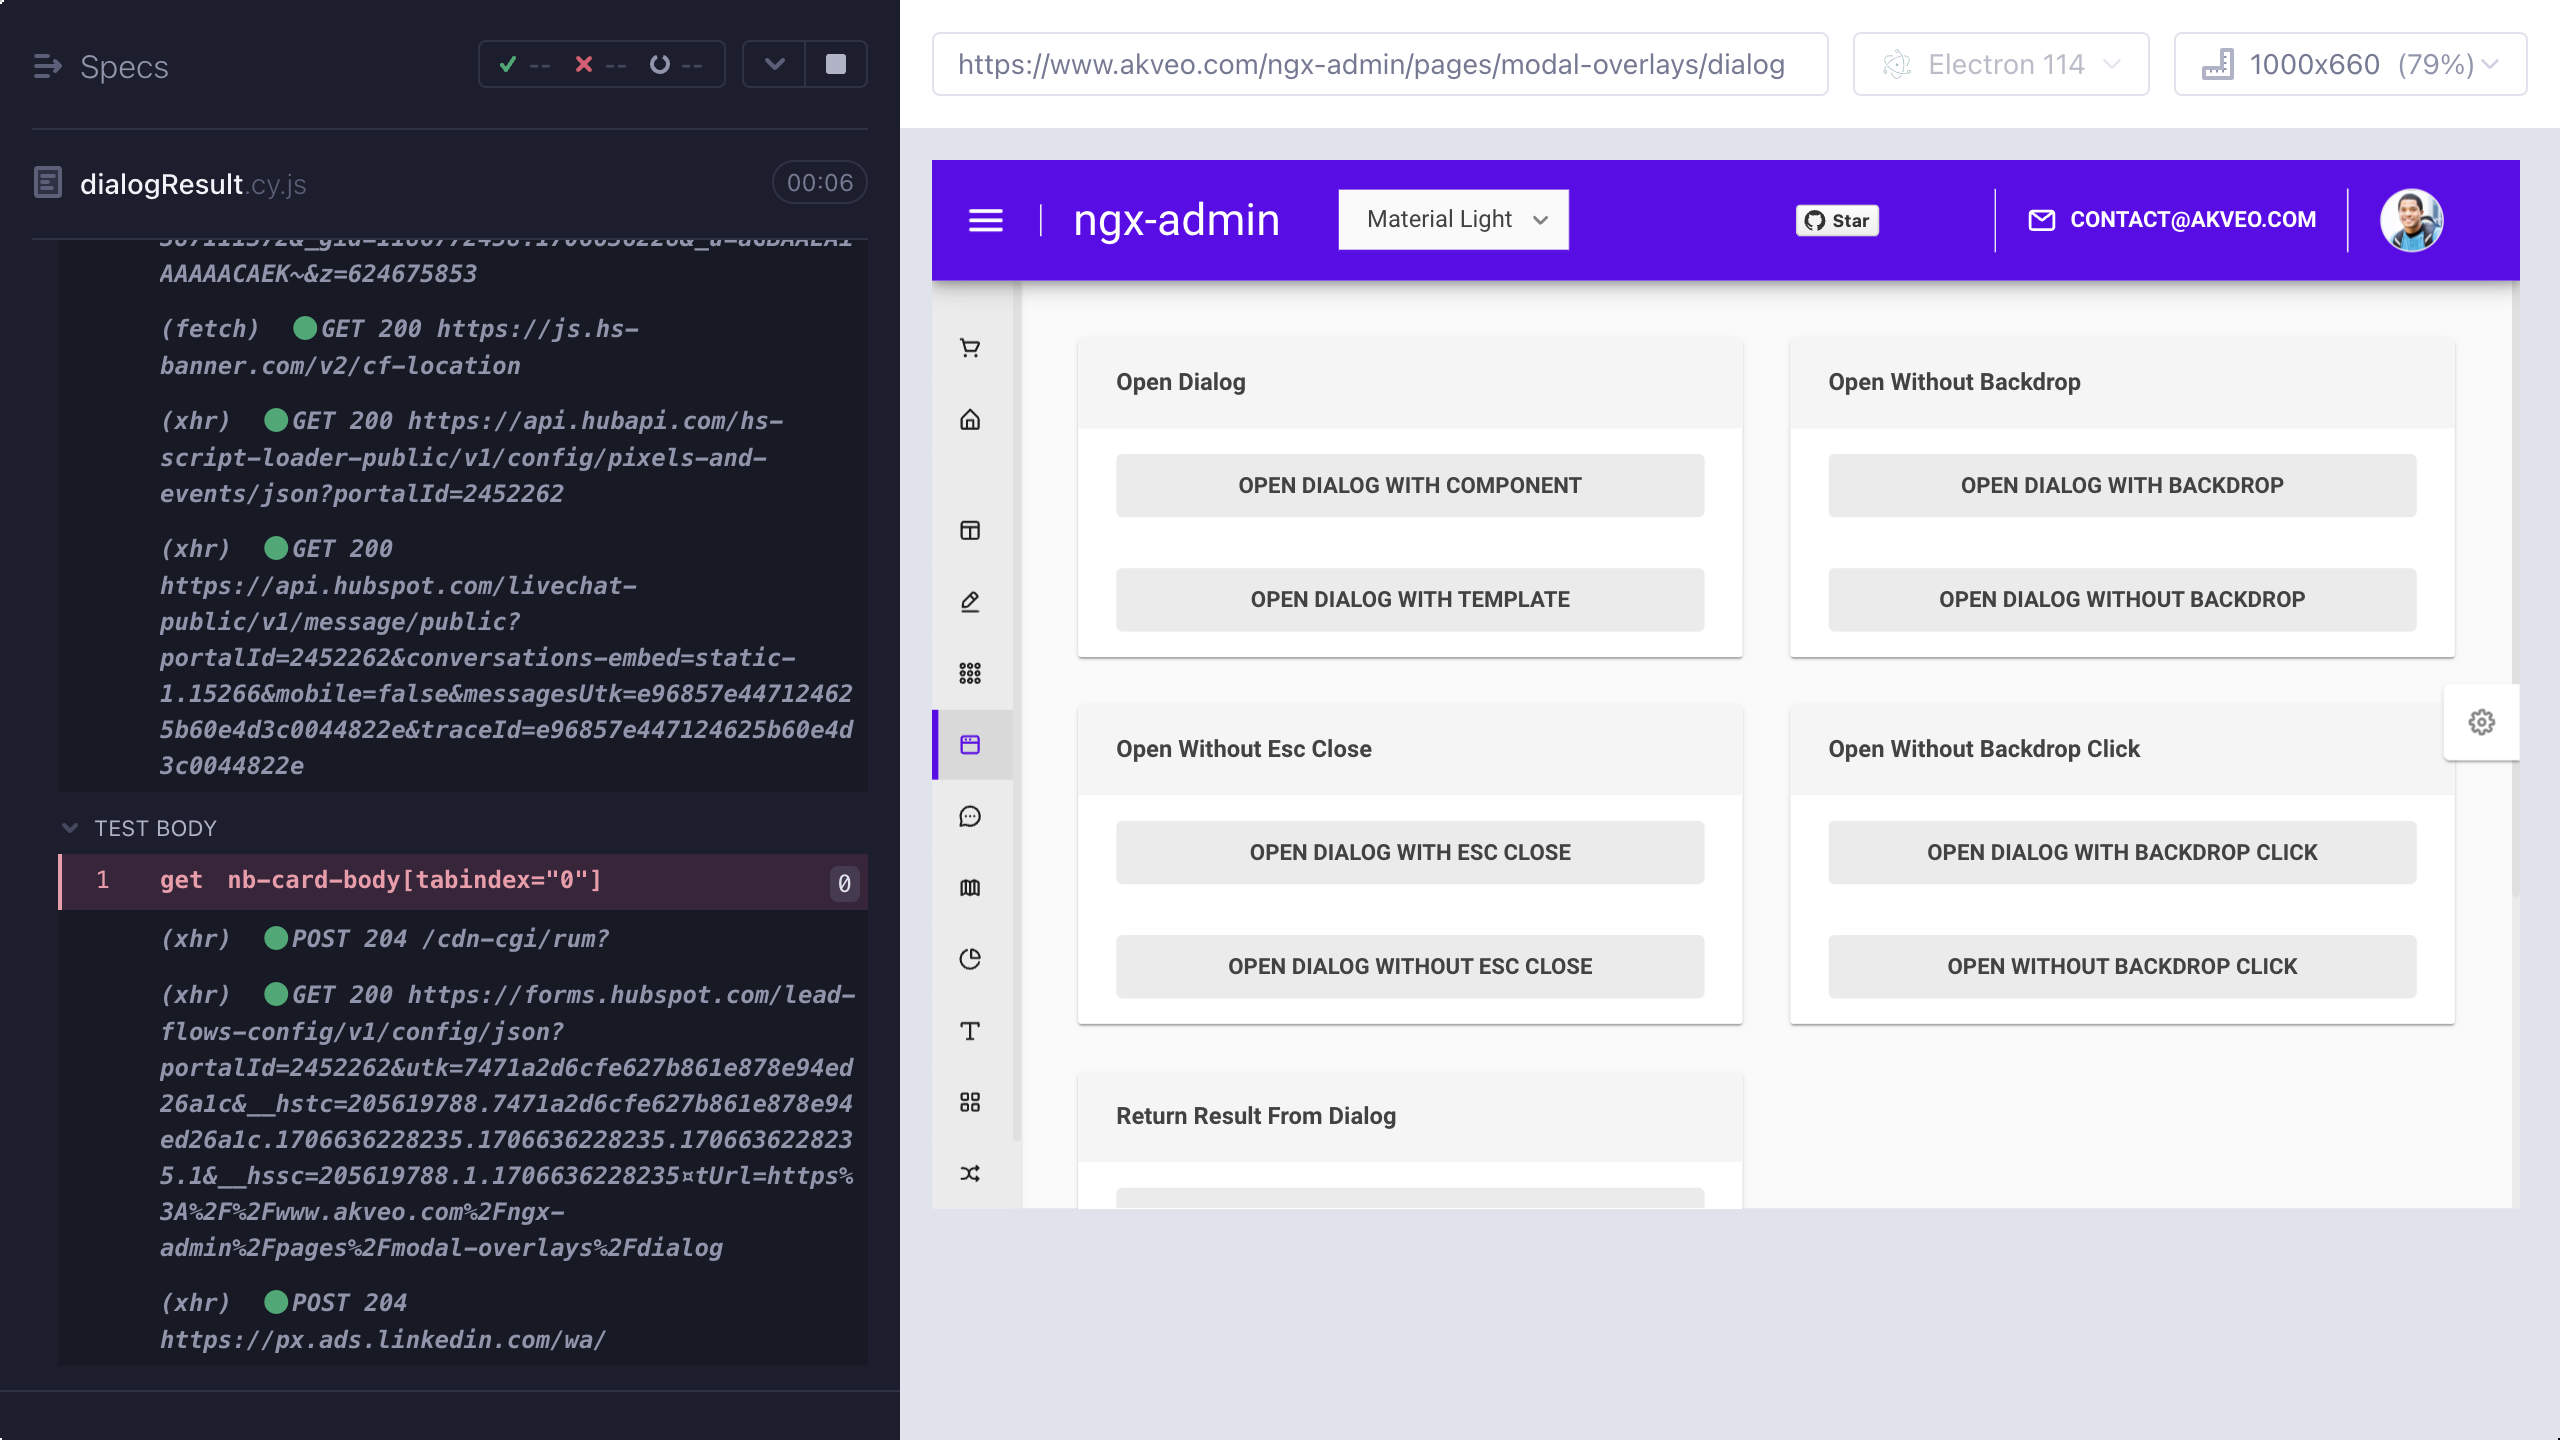 Specs
-- -- --
dialogResult.cy.js
00:06
AAAAACAEK~&z=624675853
(fetch) GET 200 https://js.hs-
banner.com/v2/cf-location
(xhr) GET 200 https://api.hubapi.com/hs-
script-loader-public/v1/config/pixels-and-
events/json?portalId=2452262
(xhr) GET 200
https://api.hubspot.com/livechat-
public/v1/message/public?
portalId=2452262&conversations-embed=static-
1.15266&mobile=false&messagesUtk=e96857e44712462
5b60e4d3c0044822e&traceId=e96857e447124625b60e4d
3c0044822e
TEST BODY
1 get nb-card-body[tabindex="0"] 0
(xhr) POST 204 /cdn-cgi/rum?
(xhr) GET 200 https://forms.hubspot.com/lead-
flows-config/v1/config/json?
portalId=2452262&utk=7471a2d6cfe627b861e878e94ed
26a1c&__hstc=205619788.7471a2d6cfe627b861e878e94
ed26a1c.1706636228235.1706636228235.170663622823
5.1&__hssc=205619788.1.1706636228235¤tUrl=https%
3A%2F%2Fwww.akveo.com%2Fngx-
admin%2Fpages%2Fmodal-overlays%2Fdialog
(xhr) POST 204
https://px.ads.linkedin.com/wa/
https://www.akveo.com/ngx-admin/pages/modal-overlays/dialog
Electron 114
1000x660 (79%)
ngx-admin
Material Light
Star
CONTACT@AKVEO.COM
Open Dialog
OPEN DIALOG WITH COMPONENT
OPEN DIALOG WITH TEMPLATE
Open Without Backdrop
OPEN DIALOG WITH BACKDROP
OPEN DIALOG WITHOUT BACKDROP
Open Without Esc Close
OPEN DIALOG WITH ESC CLOSE
OPEN DIALOG WITHOUT ESC CLOSE
Open Without Backdrop Click
OPEN DIALOG WITH BACKDROP CLICK
OPEN WITHOUT BACKDROP CLICK
Return Result From Dialog